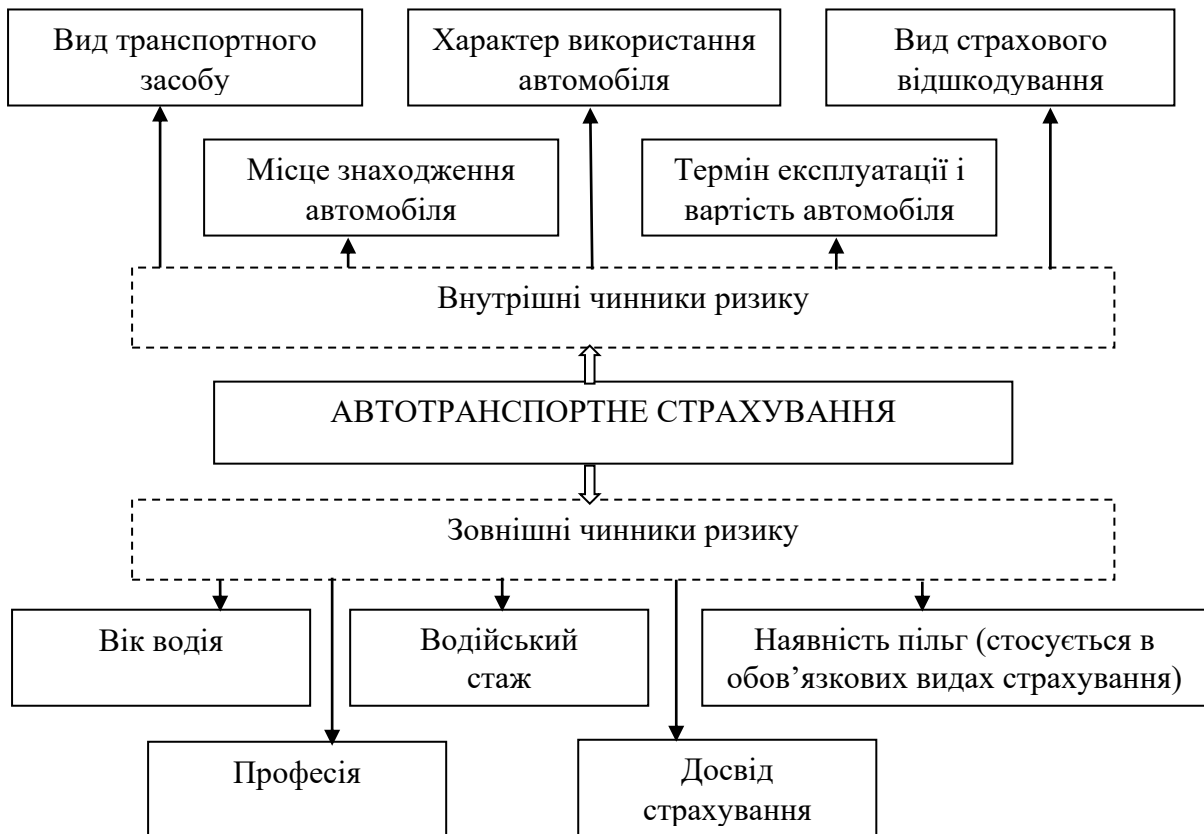 Вид транспортного
засобу
Характер використання
автомобіля
Вид страхового
відшкодування
Місце знаходження
автомобіля
Термін експлуатації і
вартість автомобіля
Внутрішні чинники ризику
АВТОТРАНСПОРТНЕ СТРАХУВАННЯ
Зовнішні чинники ризику
Вік водія
Водійський
стаж
Наявність пільг (стосується в
обов’язкових видах страхування)
Професія
Досвід
страхування